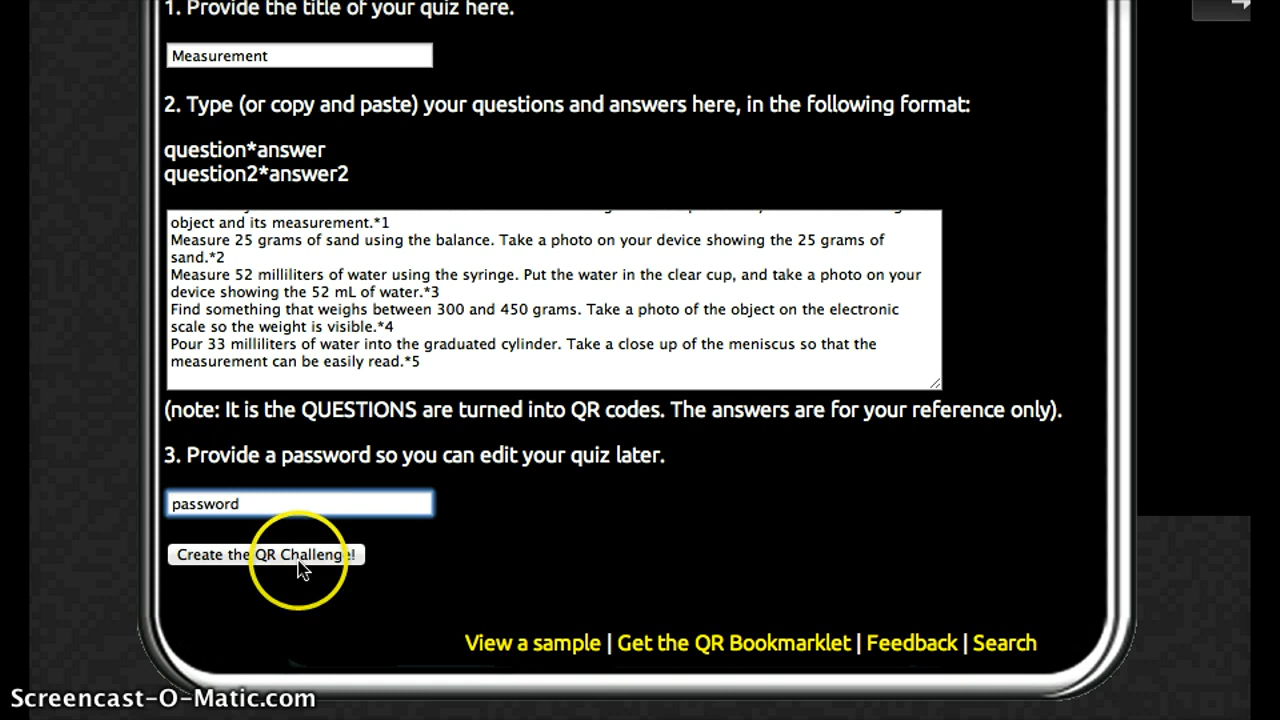 1. Provide the title of your quiz here.
Measurement
2. Type (or copy and paste) your questions and answers here, in the following format:
question*answer
question2*answer2
object and its measurement.*1
Measure 25 grams of sand using the balance. Take a photo on your device showing the 25 grams of
sand.*2
Measure 52 milliliters of water using the syringe. Put the water in the clear cup, and take a photo on your
device showing the 52 mL of water.*3
Find something that weighs between 300 and 450 grams. Take a photo of the object on the electronic
scale so the weight is visible.*4
Pour 33 milliliters of water into the graduated cylinder. Take a close up of the meniscus so that the
measurement can be easily read.*5
(note: It is the QUESTIONS are turned into QR codes. The answers are for your reference only).
3. Provide a password so you can edit your quiz later.
password
Create the QR Challenge!
View a sample | Get the QR Bookmarklet | Feedback | Search
Screencast-O-Matic.com